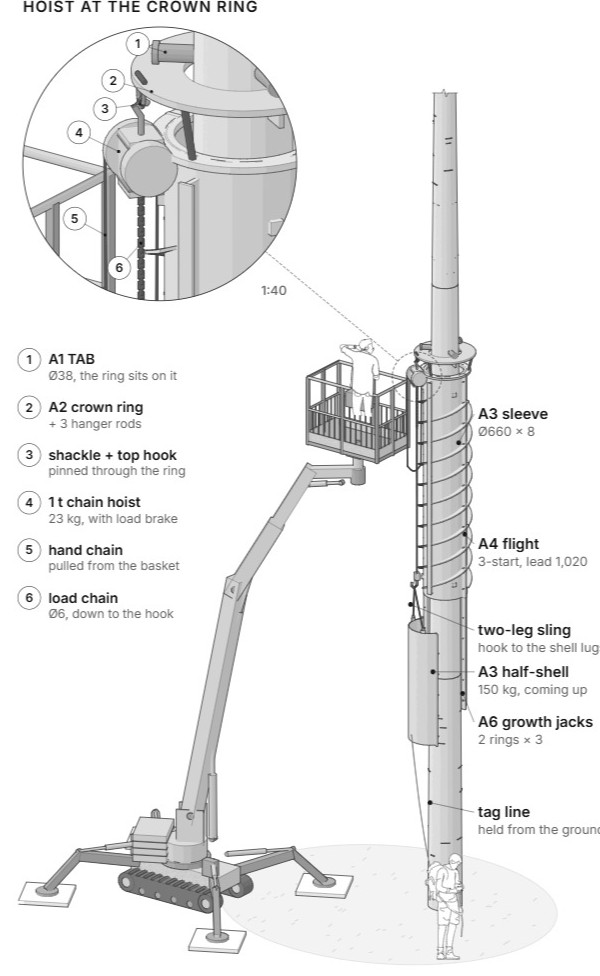 HOIST AT THE CROWN RING
1
2
3
4
5
6
1:40
1 A1 TAB
Ø38, the ring sits on it
2 A2 crown ring
+ 3 hanger rods
3 shackle + top hook
pinned through the ring
4 1 t chain hoist
23 kg, with load brake
5 hand chain
pulled from the basket
6 load chain
Ø6, down to the hook
A3 sleeve
Ø660 × 8
A4 flight
3-start, lead 1,020
two-leg sling
hook to the shell lug
A3 half-shell
150 kg, coming up
A6 growth jacks
2 rings × 3
tag line
held from the groun